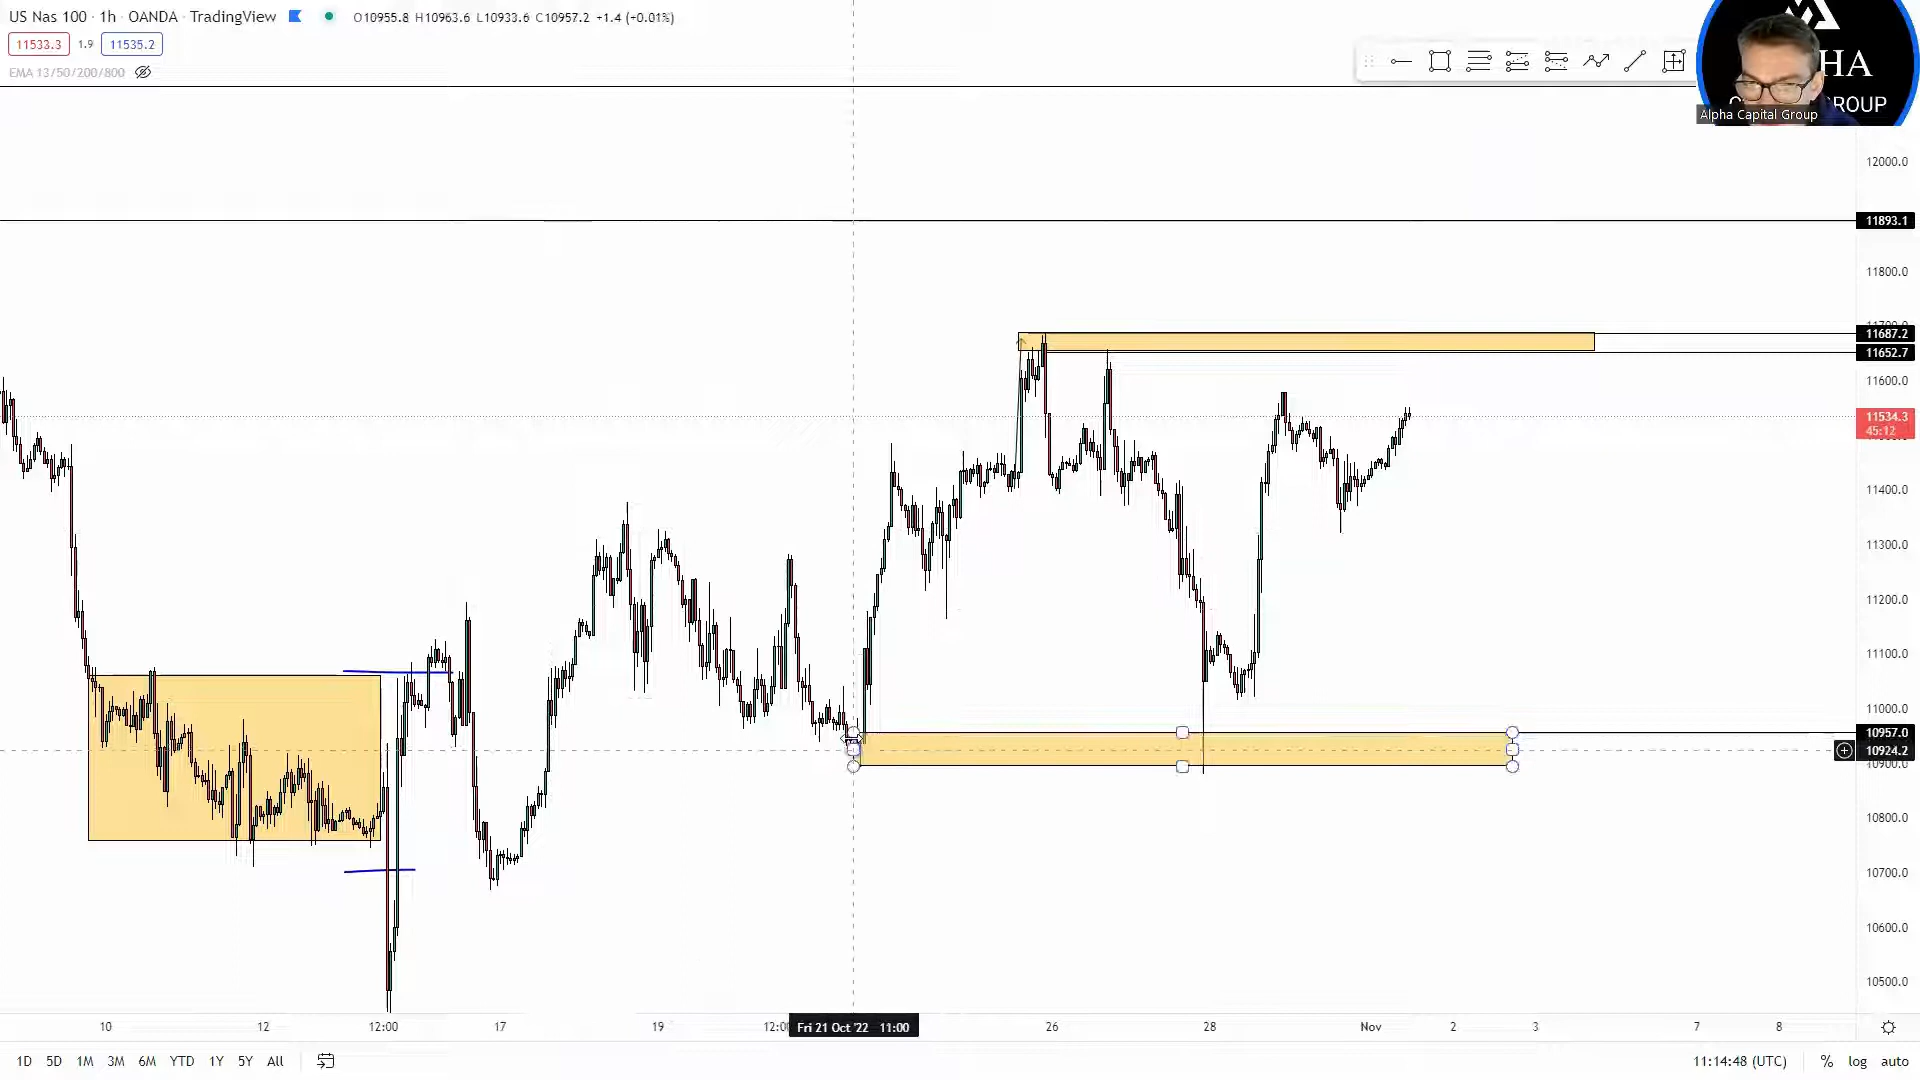 US Nas 100 · 1h · OANDA · TradingView O10955.8 H10963.6 L10933.6 C10957.2 +1.4 (+0.01%)
11533.3 1.9 11535.2
EMA 13/50/200/800
HA
GROUP
Alpha Capital Group
12000.0
11893.1
11800.0
11687.2
11652.7
11600.0
11534.3
45:12
11400.0
11300.0
11200.0
11100.0
11000.0
10957.0
10924.2
10900.0
10800.0
10700.0
10600.0
10500.0
10 12 12:00 17 19 12:00 Fri 21 Oct '22 11:00 26 28 Nov 2 3 7 8
1D 5D 1M 3M 6M YTD 1Y 5Y All 11:14:48 (UTC) % log auto